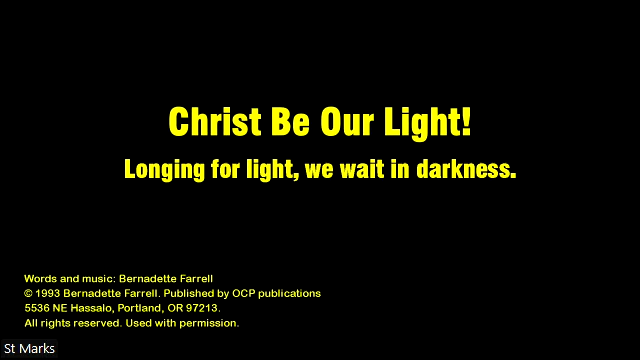 Christ Be Our Light!
Longing for light, we wait in darkness.
Words and music: Bernadette Farrell
© 1993 Bernadette Farrell. Published by OCP publications
5536 NE Hassalo, Portland, OR 97213.
All rights reserved. Used with permission.
St Marks